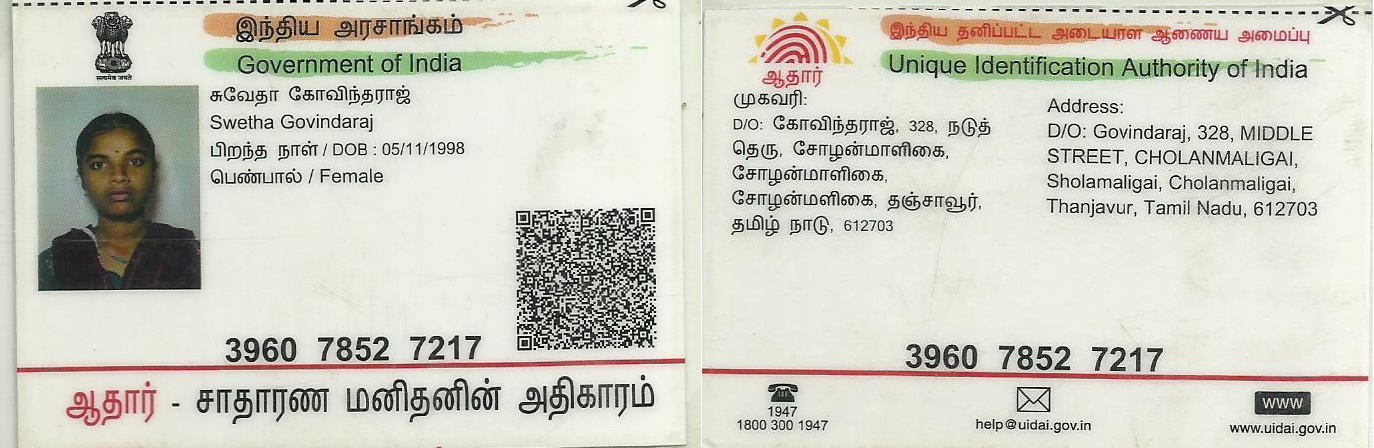 இந்திய அரசாங்கம்
Government of India
சுவேதா கோவிந்தராஜ்
Swetha Govindaraj
பிறந்த நாள் / DOB : 05/11/1998
பெண்பால் / Female
3960 7852 7217
ஆதார் - சாதாரண மனிதனின் அதிகாரம்
இந்திய தனிப்பட்ட அடையாள ஆணைய அமைப்பு
Unique Identification Authority of India
ஆதார்
முகவரி:
D/O: கோவிந்தராஜ், 328, நடுத்
தெரு, சோழன்மாளிகை,
சோழன்மாளிகை,
சோழன்மளிகை, தஞ்சாவூர்,
தமிழ் நாடு, 612703
Address:
D/O: Govindaraj, 328, MIDDLE
STREET, CHOLANMALIGAI,
Sholamaligai, Cholanmaligai,
Thanjavur, Tamil Nadu, 612703
3960 7852 7217
1947
1800 300 1947
help@uidai.gov.in
WWW
www.uidai.gov.in